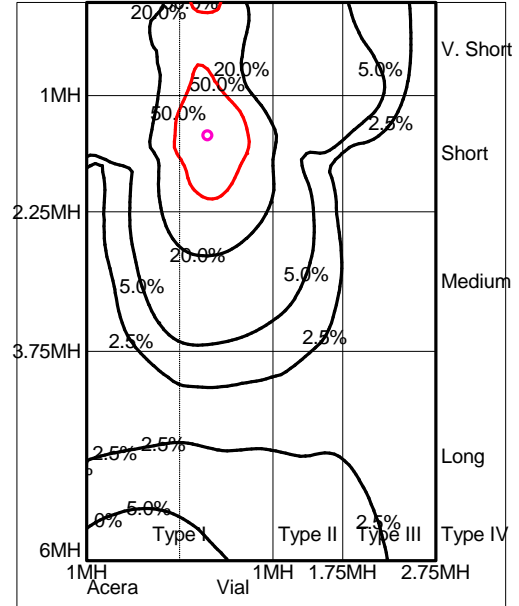 50.0%
20.0%
V. Short
20.0%
5.0%
50.0%
1MH
50.0%
2.5%
Short
2.25MH
20.0%
5.0%
5.0%
Medium
2.5%
2.5%
3.75MH
2.5%
2.5%
Long
5.0%
0%
2.5%
Type I
Type II
Type III
Type IV
6MH
1MH
1MH
1.75MH
2.75MH
Acera
Vial